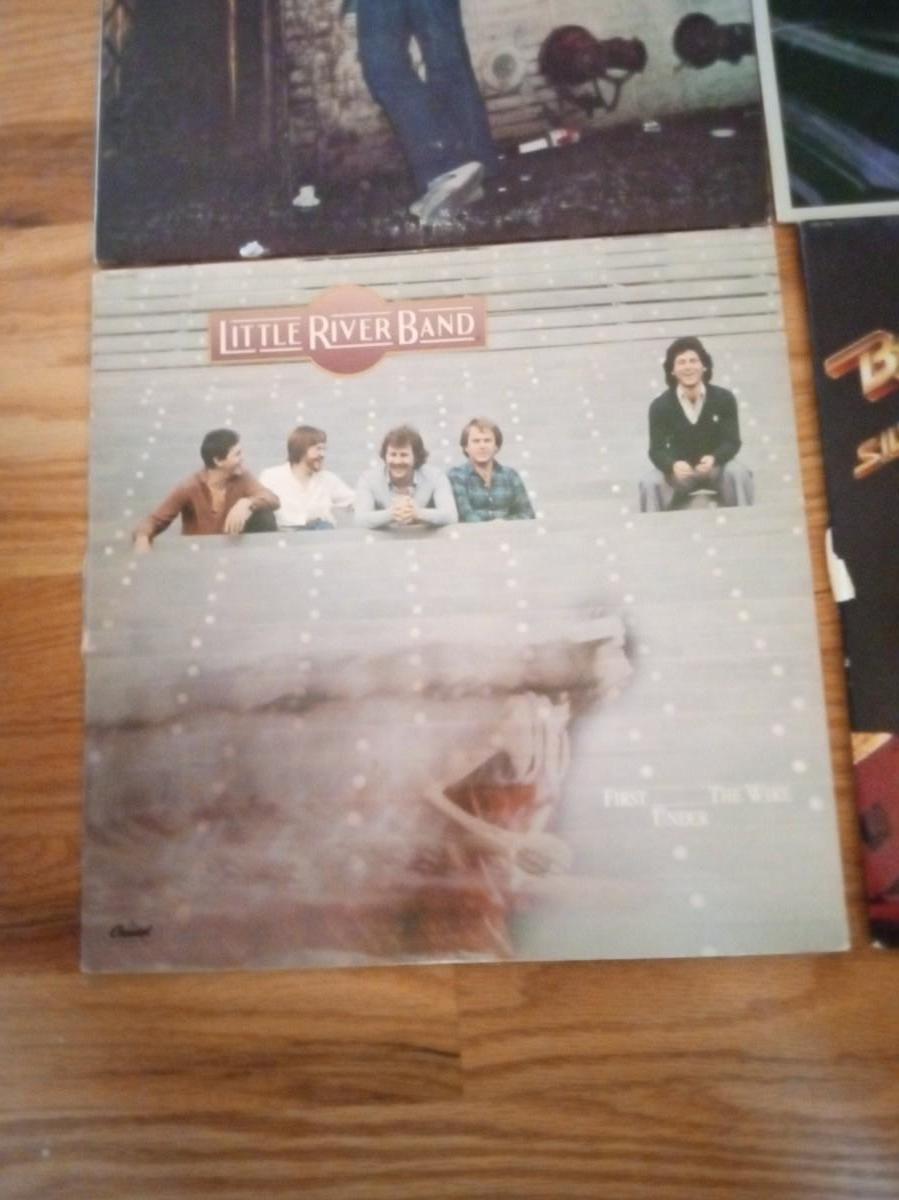 LITTLE RIVER BAND
FIRST THE WIRE
UNDER
Capitol